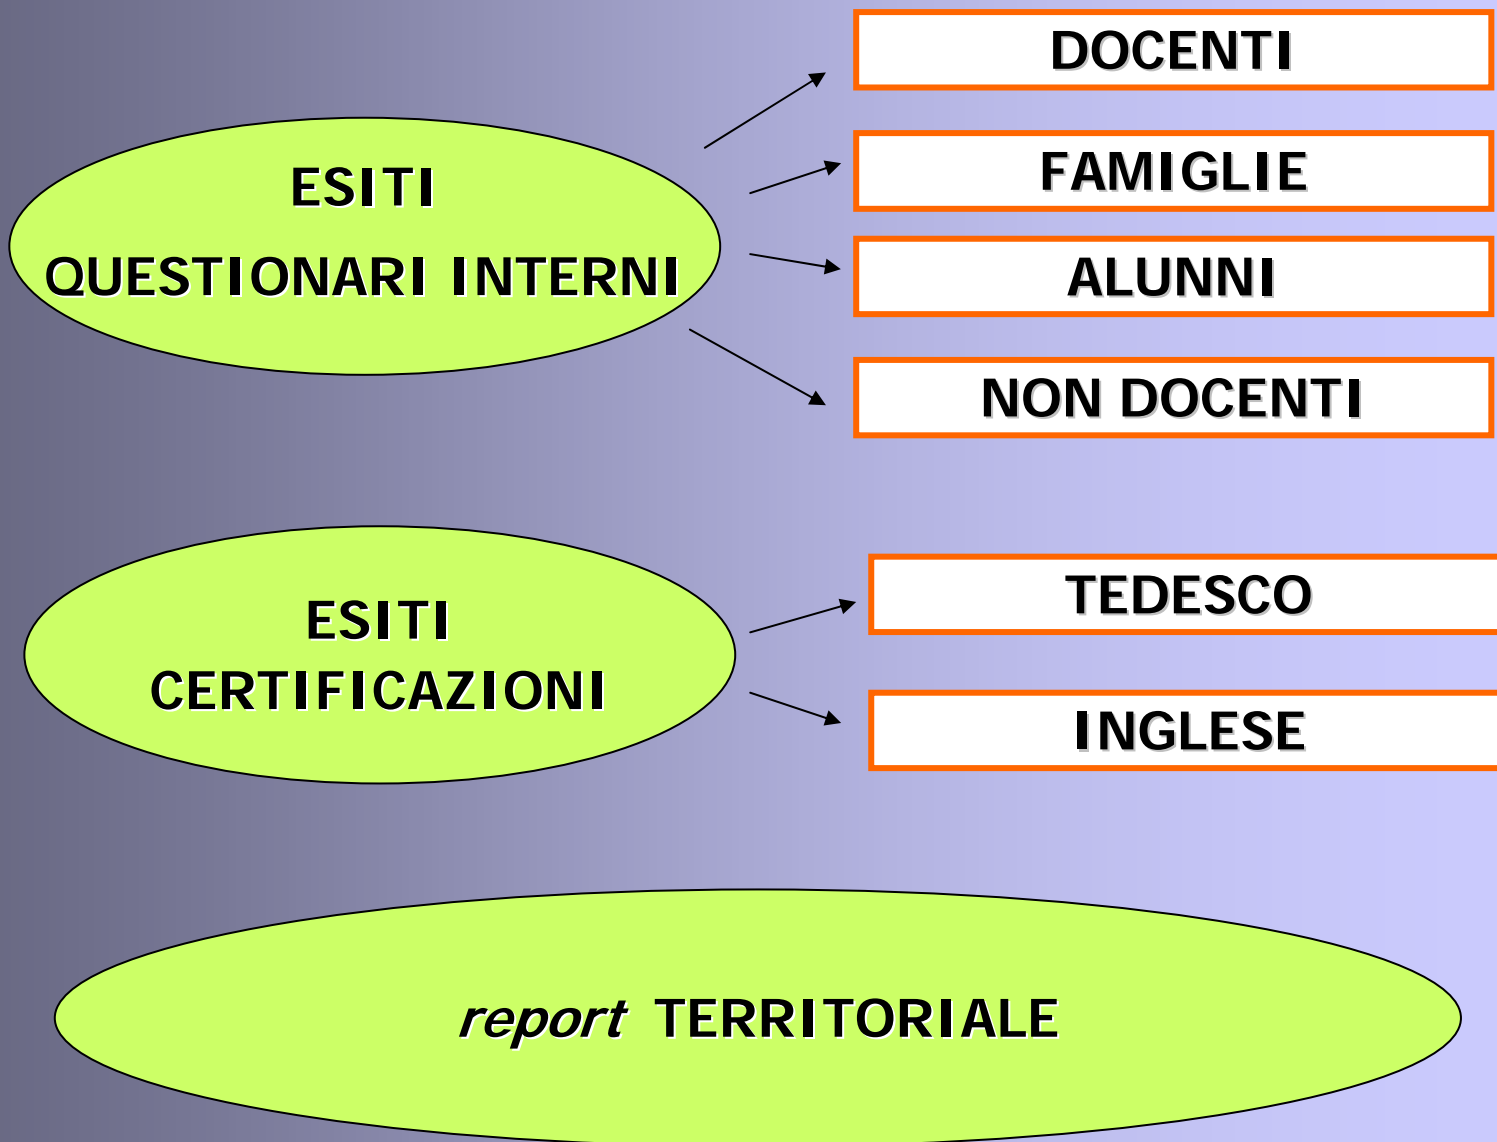 ESITI
QUESTIONARI INTERNI
DOCENTI
FAMIGLIE
ALUNNI
NON DOCENTI
ESITI
CERTIFICAZIONI
TEDESCO
INGLESE
report TERRITORIALE